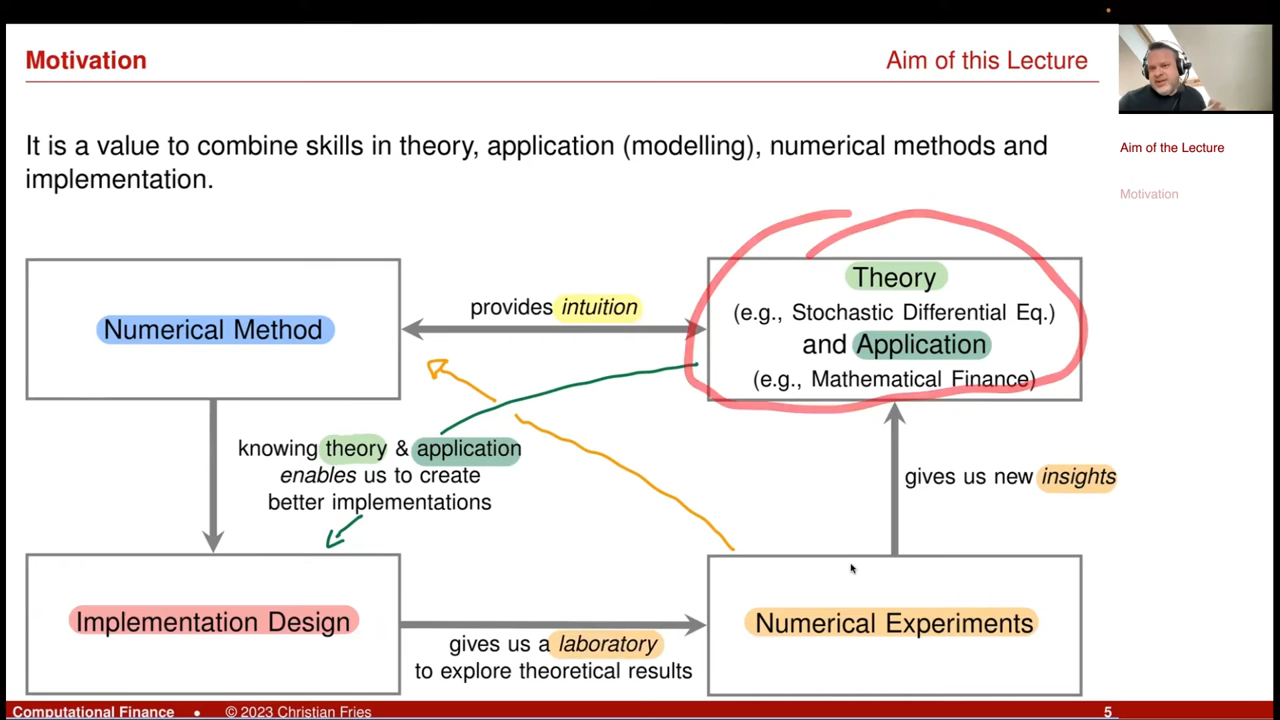 Motivation
Aim of this Lecture
It is a value to combine skills in theory, application (modelling), numerical methods and
implementation.
Numerical Method
provides intuition
Theory
(e.g., Stochastic Differential Eq.)
and Application
(e.g., Mathematical Finance)
knowing theory & application
enables us to create
better implementations
gives us new insights
Implementation Design
gives us a laboratory
to explore theoretical results
Numerical Experiments
Aim of the Lecture
Motivation
Computational Finance • © 2023 Christian Fries
5